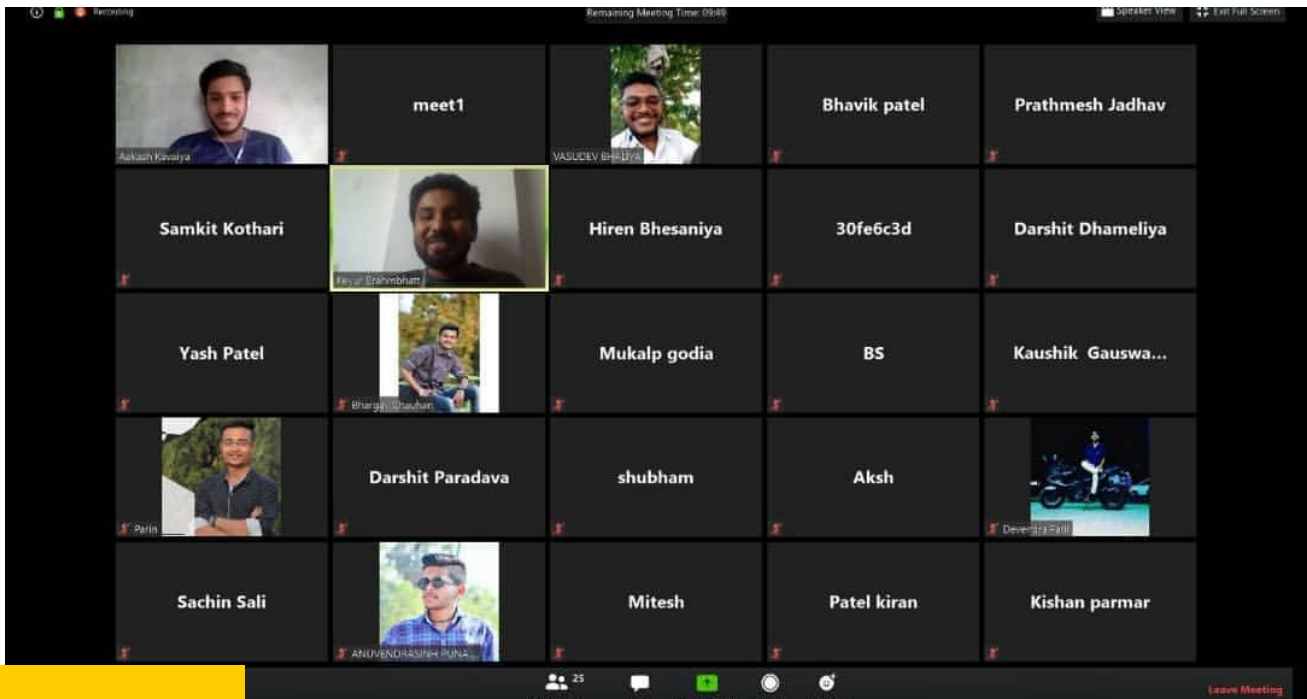 Recording
Remaining Meeting Time: 09:49
Speaker View
Exit Full Screen
Aakash Kavaiya
meet1
VASUDEV BHALIYA
Bhavik patel
Prathmesh Jadhav
Samkit Kothari
Keyur Brahmbhatt
Hiren Bhesaniya
30fe6c3d
Darshit Dhameliya
Yash Patel
Bhargav Chauhan
Mukalp godia
BS
Kaushik Gauswa...
Parin
Darshit Paradava
shubham
Aksh
Devendra Patil
Sachin Sali
ANUVENDRASINH PUNA...
Mitesh
Patel kiran
Kishan parmar
25
Leave Meeting